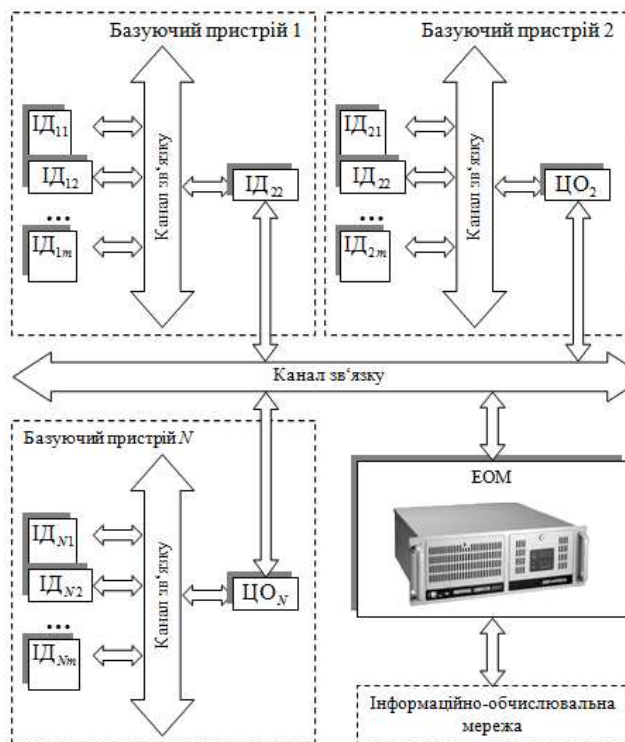 Базуючий пристрій 1
ІД11
ІД12
...
ІД1m
Канал зв‘язку
ІД22
Базуючий пристрій 2
ІД21
ІД22
...
ІД2m
Канал зв‘язку
ЦО2
Канал зв‘язку
Базуючий пристрій N
ІДN1
ІДN2
...
ІДNm
Канал зв‘язку
ЦОN
ЕОМ
Інформаційно-обчислювальна
мережа